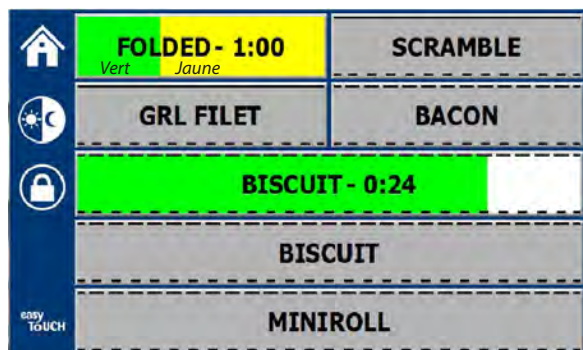 FOLDED - 1:00
Vert Jaune
SCRAMBLE
GRL FILET
BACON
BISCUIT - 0:24
BISCUIT
easy TOUCH
MINIROLL